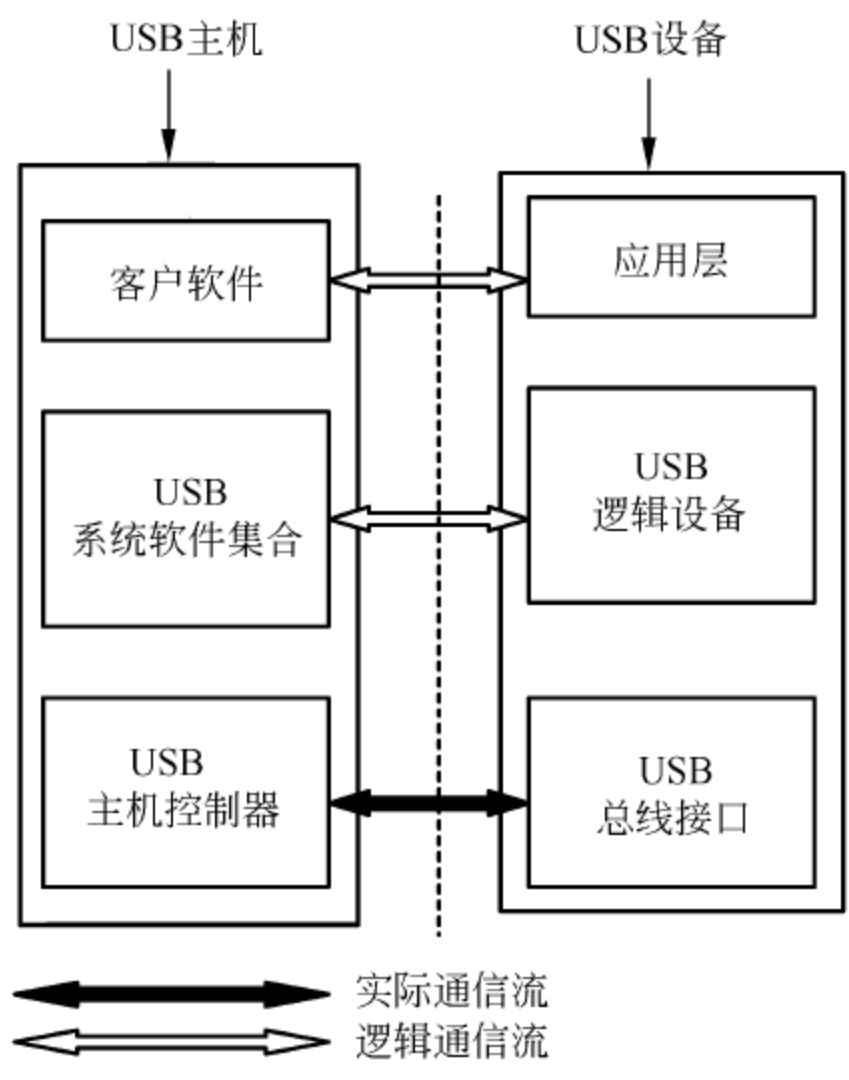 USB主机
USB设备
客户软件
应用层
USB
系统软件集合
USB
逻辑设备
USB
主机控制器
USB
总线接口
实际通信流
逻辑通信流